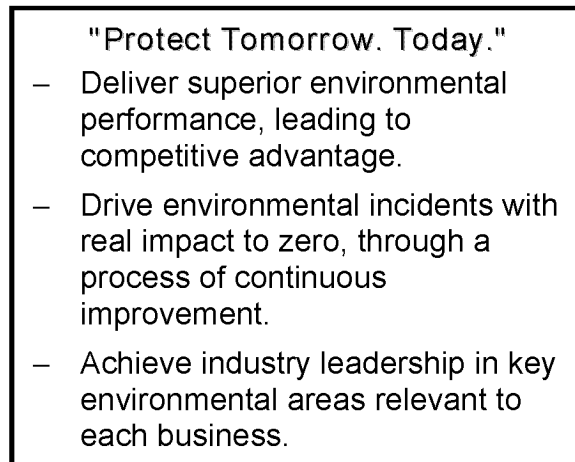 "Protect Tomorrow. Today."
– Deliver superior environmental
performance, leading to
competitive advantage.
– Drive environmental incidents with
real impact to zero, through a
process of continuous
improvement.
– Achieve industry leadership in key
environmental areas relevant to
each business.